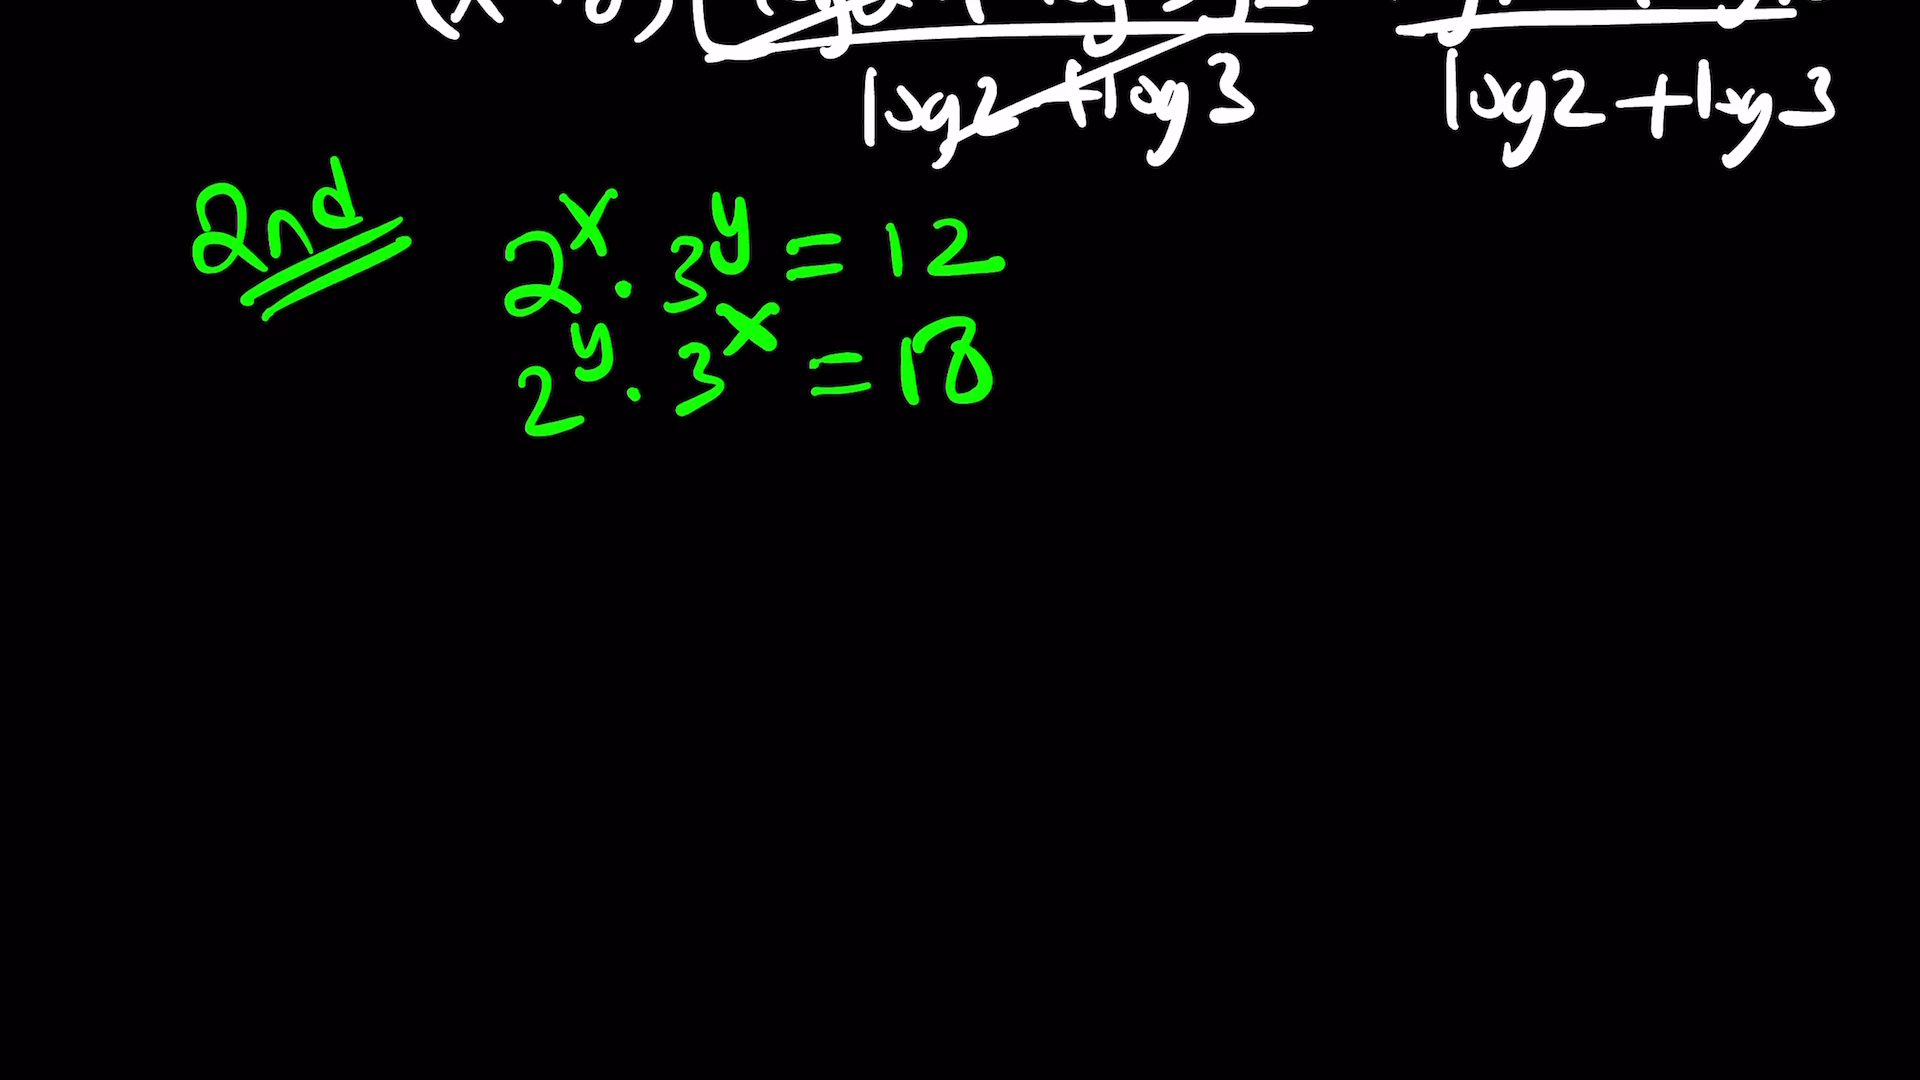 log2 + log3 log2 + log3
2nd
2^x · 3^y = 12
2^y · 3^x = 18